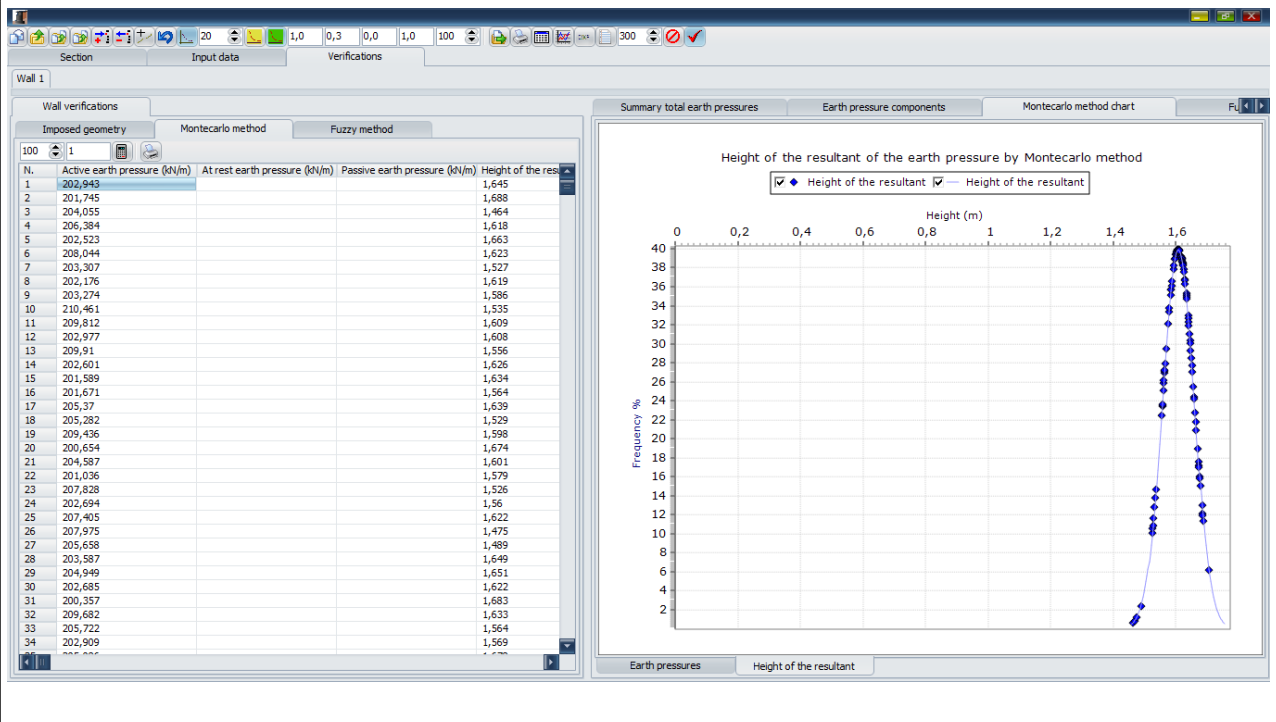 20 1,0 0,3 0,0 1,0 100 300
Section Input data Verifications
Wall 1
Wall verifications
Imposed geometry Montecarlo method Fuzzy method
100 1
N. Active earth pressure (kN/m) At rest earth pressure (kN/m) Passive earth pressure (kN/m) Height of the resu
1 202,943 1,645
2 201,745 1,688
3 204,055 1,464
4 206,384 1,618
5 202,523 1,663
6 208,044 1,623
7 203,307 1,527
8 202,176 1,619
9 203,274 1,586
10 210,461 1,535
11 209,812 1,609
12 202,977 1,608
13 209,91 1,556
14 202,601 1,626
15 201,589 1,634
16 201,671 1,564
17 205,37 1,639
18 205,282 1,529
19 209,436 1,598
20 200,654 1,674
21 204,587 1,601
22 201,036 1,579
23 207,828 1,526
24 202,694 1,56
25 207,405 1,622
26 207,975 1,475
27 205,658 1,489
28 203,587 1,649
29 204,949 1,651
30 202,685 1,622
31 200,357 1,683
32 209,682 1,633
33 205,722 1,564
34 202,909 1,569
Summary total earth pressures Earth pressure components Montecarlo method chart Fu
Height of the resultant of the earth pressure by Montecarlo method
Height of the resultant Height of the resultant
Height (m)
0 0,2 0,4 0,6 0,8 1 1,2 1,4 1,6
40
38
36
34
32
30
28
26
24
22
20
18
16
14
12
10
8
6
4
2
Frequency %
Earth pressures Height of the resultant